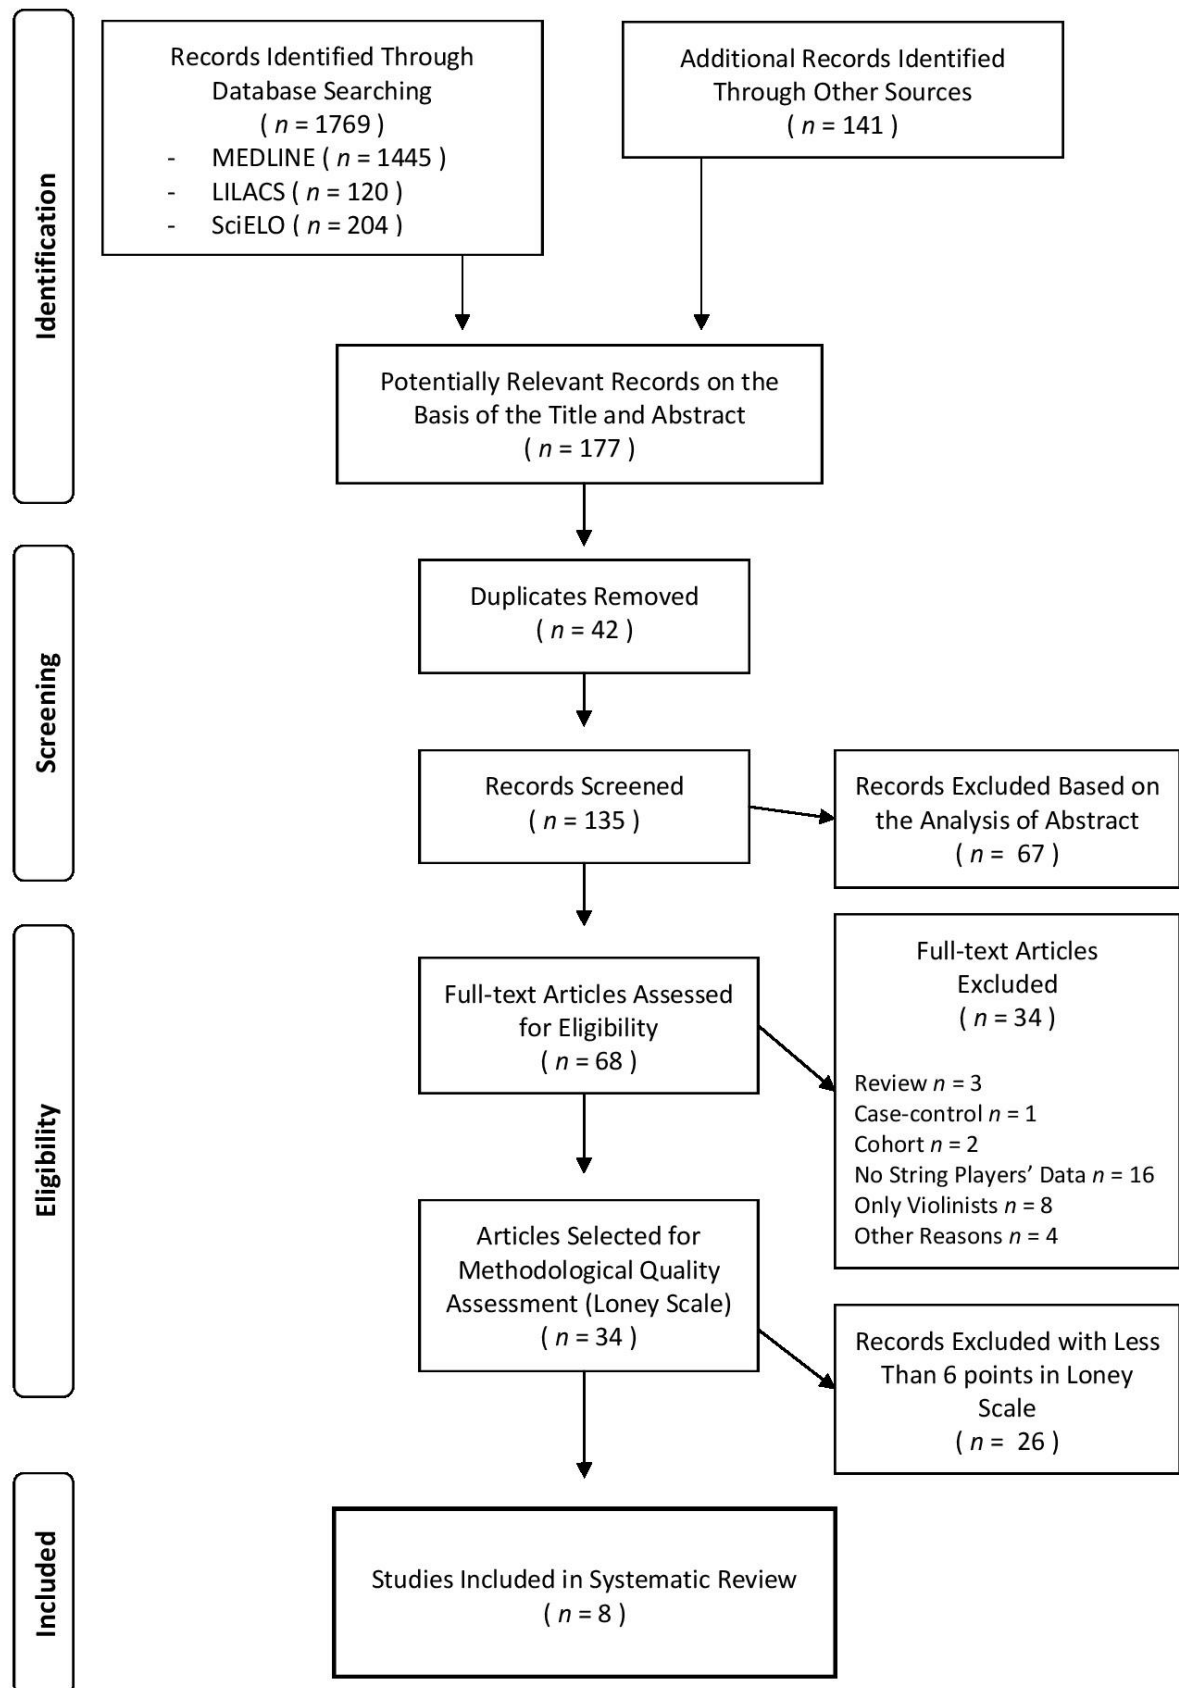 Identification
Records Identified Through
Database Searching
( n = 1769 )
- MEDLINE ( n = 1445 )
- LILACS ( n = 120 )
- SciELO ( n = 204 )
Additional Records Identified
Through Other Sources
( n = 141 )
Potentially Relevant Records on the
Basis of the Title and Abstract
( n = 177 )
Screening
Duplicates Removed
( n = 42 )
Records Screened
( n = 135 )
Records Excluded Based on
the Analysis of Abstract
( n = 67 )
Eligibility
Full-text Articles Assessed
for Eligibility
( n = 68 )
Full-text Articles
Excluded
( n = 34 )
Review n = 3
Case-control n = 1
Cohort n = 2
No String Players’ Data n = 16
Only Violinists n = 8
Other Reasons n = 4
Articles Selected for
Methodological Quality
Assessment (Loney Scale)
( n = 34 )
Records Excluded with Less
Than 6 points in Loney
Scale
( n = 26 )
Included
Studies Included in Systematic Review
( n = 8 )